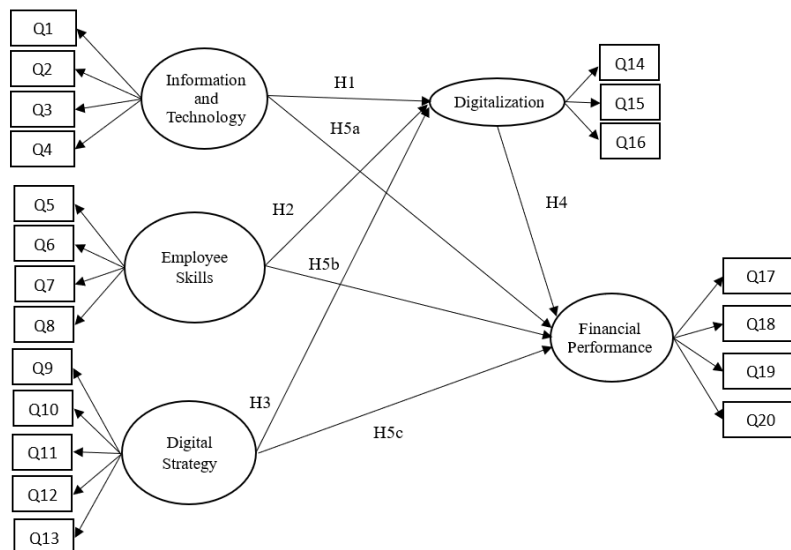 Q1
Q2
Q3
Q4
Information
and
Technology
H1
H5a
Digitalization
Q14
Q15
Q16
Q5
Q6
Q7
Q8
Employee
Skills
H2
H5b
H4
Financial
Performance
Q17
Q18
Q19
Q20
Q9
Q10
Q11
Q12
Q13
Digital
Strategy
H3
H5c